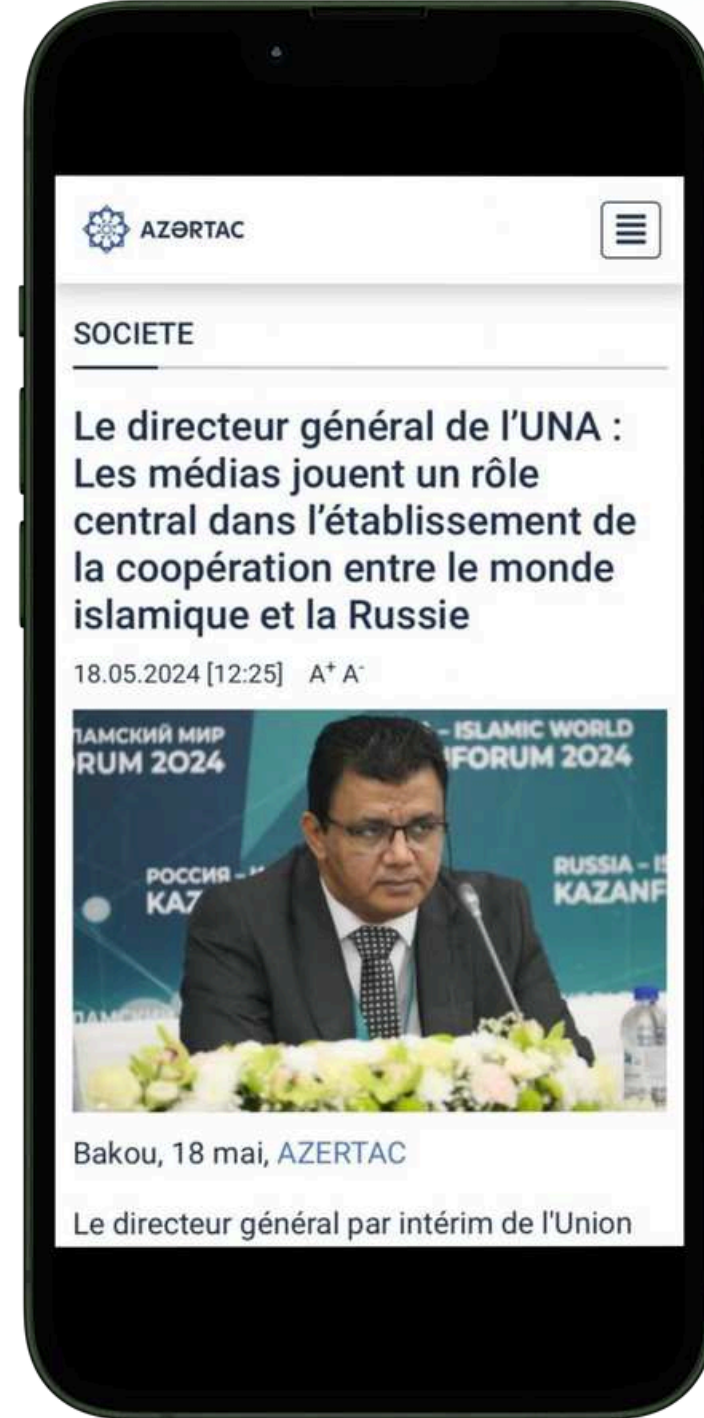 AZƏRTAC
SOCIETE
Le directeur général de l’UNA :
Les médias jouent un rôle
central dans l’établissement de
la coopération entre le monde
islamique et la Russie
18.05.2024 [12:25] A⁺ A⁻
ЛАМСКИЙ МИР
RUM 2024
– ISLAMIC WORLD
FORUM 2024
РОССИЯ –
KAZ
RUSSIA – IS
KAZANF
Bakou, 18 mai, AZERTAC
Le directeur général par intérim de l'Union